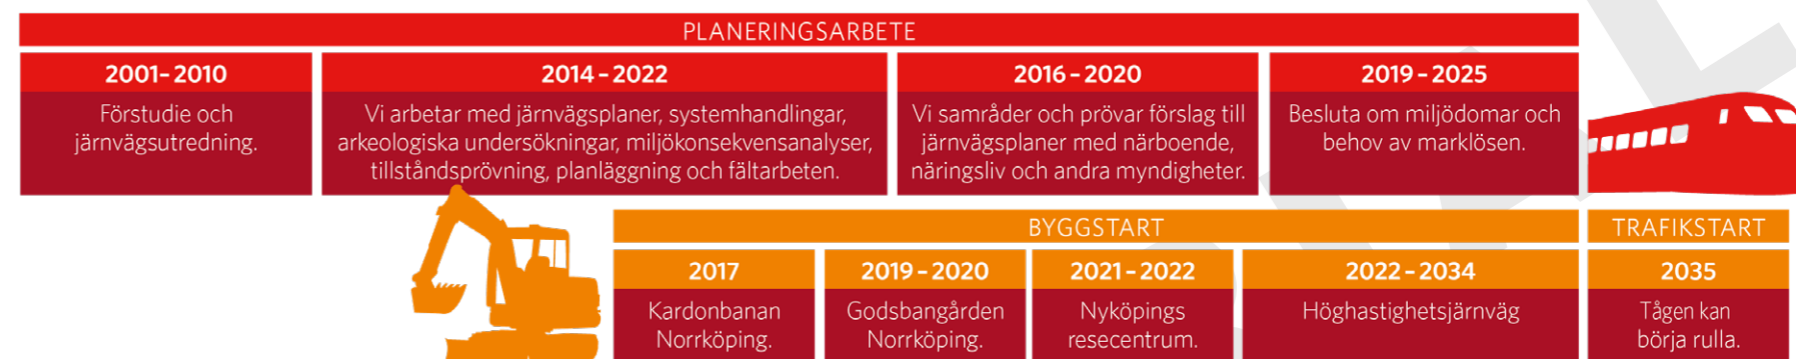 PLANERINGSARBETE
2001–2010
Förstudie och
järnvägsutredning.
2014–2022
Vi arbetar med järnvägsplaner, systemhandlingar,
arkeologiska undersökningar, miljökonsekvensanalyser,
tillståndsprövning, planläggning och fältarbeten.
2016–2020
Vi samråder och prövar förslag till
järnvägsplaner med närboende,
näringsliv och andra myndigheter.
2019–2025
Besluta om miljödomar och
behov av marklösen.
BYGGSTART
2017
Kardonbanan
Norrköping.
2019–2020
Godsbangården
Norrköping.
2021–2022
Nyköpings
resecentrum.
2022–2034
Höghastighetsjärnväg
TRAFIKSTART
2035
Tågen kan
börja rulla.